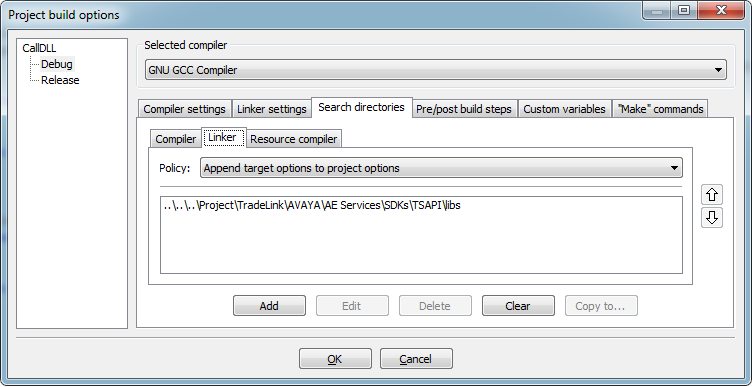 Project build options
CallDLL
Debug
Release
Selected compiler
GNU GCC Compiler
Compiler settings
Linker settings
Search directories
Pre/post build steps
Custom variables
"Make" commands
Compiler
Linker
Resource compiler
Policy:
Append target options to project options
..\..\..\Project\TradeLink\AVAYA\AE Services\SDKs\TSAPI\libs
Add
Edit
Delete
Clear
Copy to...
OK
Cancel